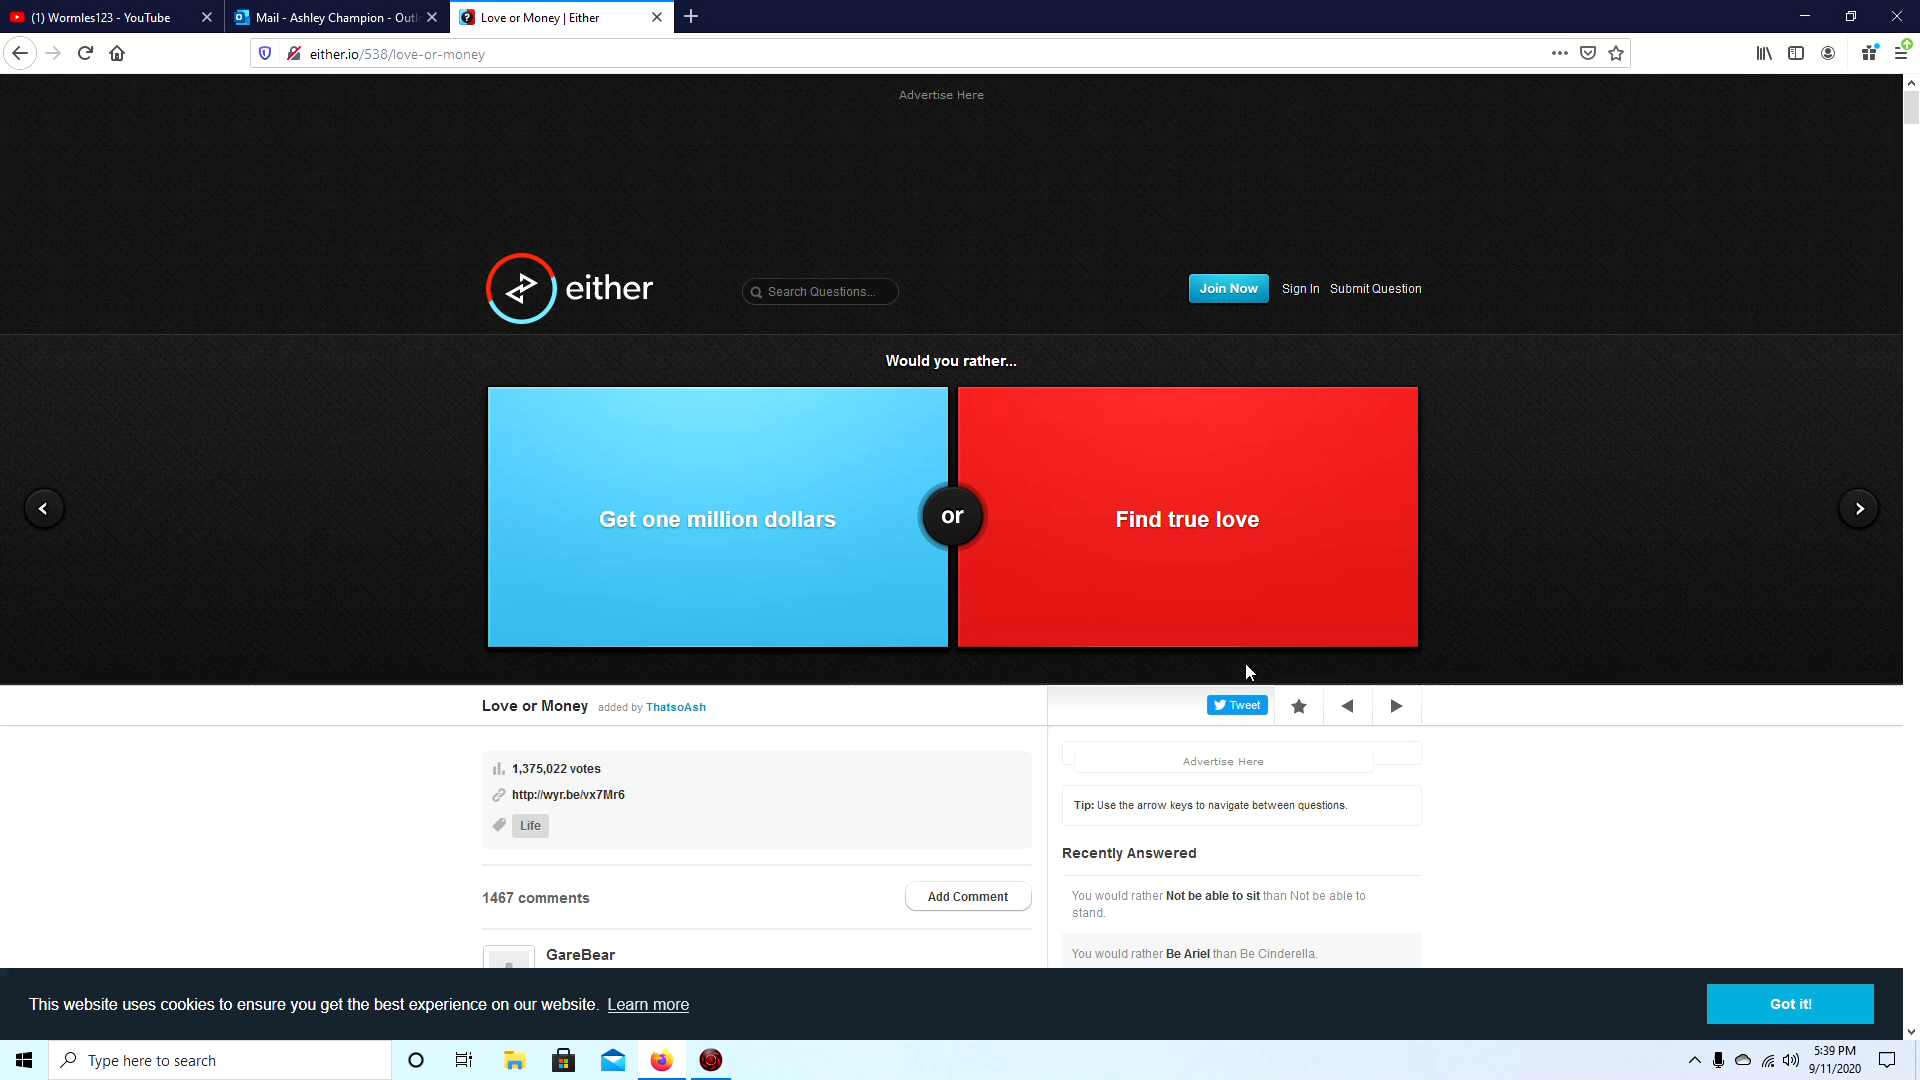 (1) Wormles123 - YouTube
Mail - Ashley Champion - Outl
Love or Money | Either
either.io/538/love-or-money
Advertise Here
either
Search Questions...
Join Now
Sign In
Submit Question
Would you rather...
Get one million dollars
or
Find true love
Love or Money added by ThatsoAsh
Tweet
1,375,022 votes
http://wyr.be/vx7Mr6
Life
Advertise Here
Tip: Use the arrow keys to navigate between questions.
Recently Answered
1467 comments
Add Comment
You would rather Not be able to sit than Not be able to
stand.
GareBear
You would rather Be Ariel than Be Cinderella.
This website uses cookies to ensure you get the best experience on our website. Learn more
Got it!
Type here to search
5:39 PM
9/11/2020